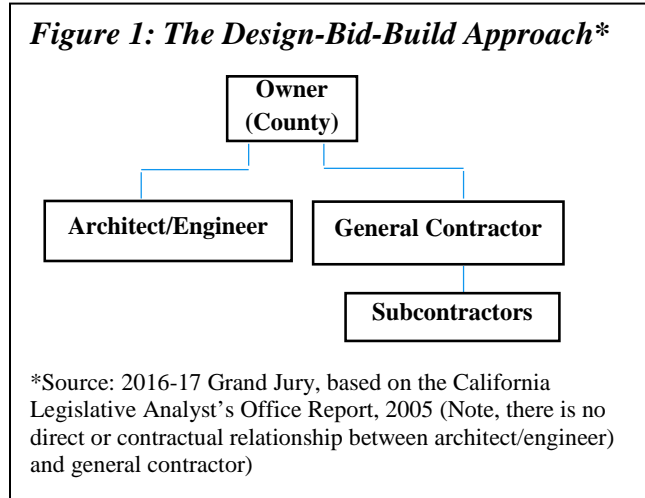 Figure 1: The Design-Bid-Build Approach*
Owner
(County)
Architect/Engineer
General Contractor
Subcontractors
*Source: 2016-17 Grand Jury, based on the California
Legislative Analyst's Office Report, 2005 (Note, there is no
direct or contractual relationship between architect/engineer)
and general contractor)